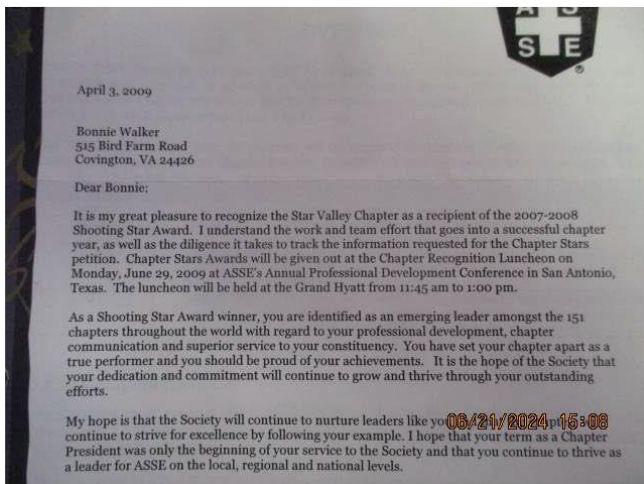 A S
S E
®
April 3, 2009
Bonnie Walker
515 Bird Farm Road
Covington, VA 24426
Dear Bonnie:
It is my great pleasure to recognize the Star Valley Chapter as a recipient of the 2007-2008
Shooting Star Award. I understand the work and team effort that goes into a successful chapter
year, as well as the diligence it takes to track the information requested for the Chapter Stars
petition. Chapter Stars Awards will be given out at the Chapter Recognition Luncheon on
Monday, June 29, 2009 at ASSE's Annual Professional Development Conference in San Antonio,
Texas. The luncheon will be held at the Grand Hyatt from 11:45 am to 1:00 pm.
As a Shooting Star Award winner, you are identified as an emerging leader amongst the 151
chapters throughout the world with regard to your professional development, chapter
communication and superior service to your constituency. You have set your chapter apart as a
true performer and you should be proud of your achievements. It is the hope of the Society that
your dedication and commitment will continue to grow and thrive through your outstanding
efforts.
My hope is that the Society will continue to nurture leaders like
06/21/2024 15:08
continue to strive for excellence by following your example. I hope that your term as a Chapter
President was only the beginning of your service to the Society and that you continue to thrive as
a leader for ASSE on the local, regional and national levels.